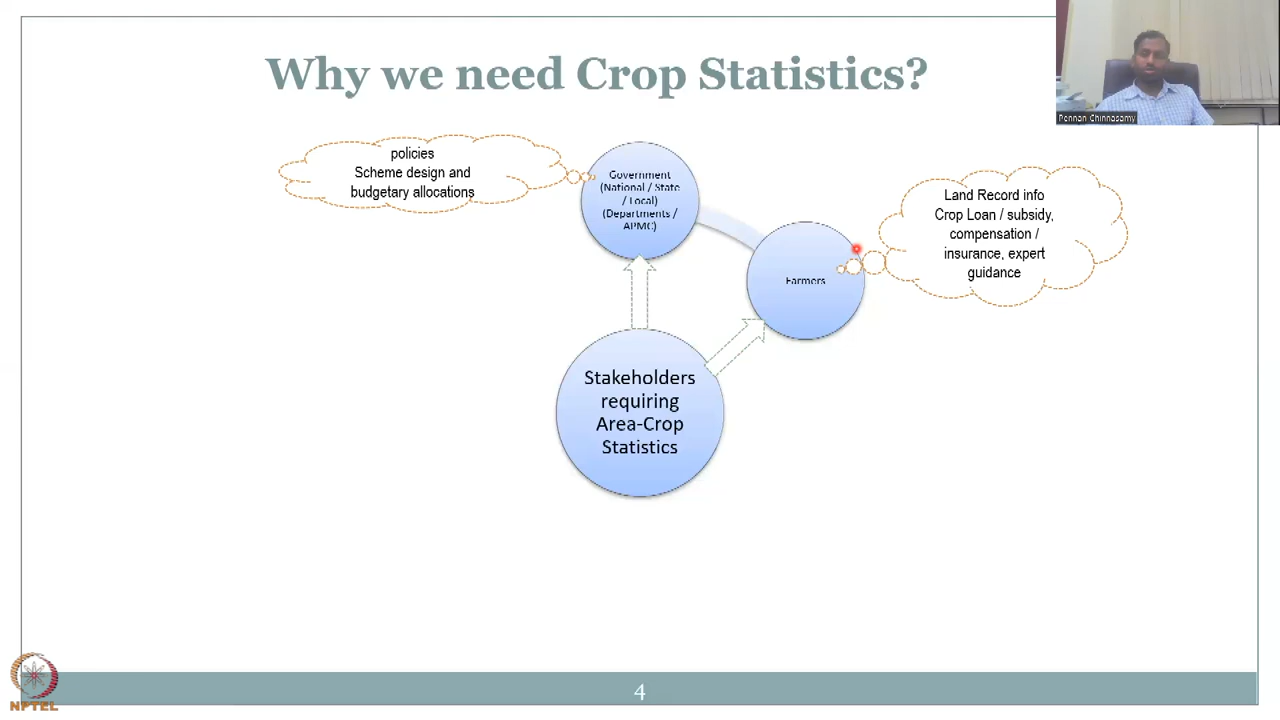 Why we need Crop Statistics?
Pennan Chinnasamy
policies
Scheme design and
budgetary allocations
Government
(National / State
/ Local)
(Departments /
APMC)
Land Record info
Crop Loan / subsidy,
compensation /
insurance, expert
guidance
Farmers
Stakeholders
requiring
Area-Crop
Statistics
4
NPTEL